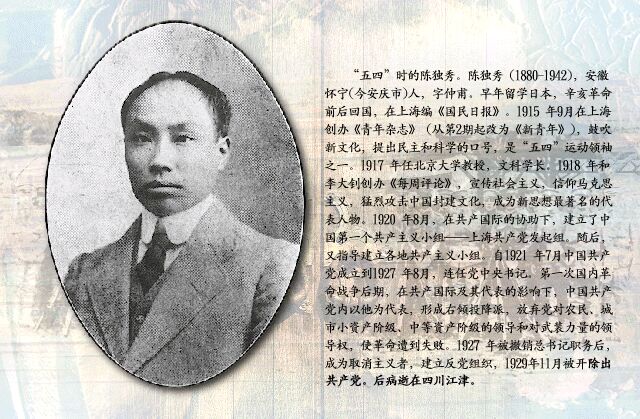 “五四”时的陈独秀。陈独秀（1880-1942），安徽
怀宁(今安庆市)人，字仲甫。早年留学日本，辛亥革命
前后回国，在上海编《国民日报》。1915 年9月在上海
创办《青年杂志》（从第2期起改为《新青年》），鼓吹
新文化，提出民主和科学的口号，是“五四”运动领袖
之一。1917 年任北京大学教授，文科学长．1918 年和
李大钊创办《每周评论》，宣传社会主义，信仰马克思
主义，猛烈攻击中国封建文化，成为新思想最著名的代
表人物。1920 年8月，在共产国际的协助下，建立了中
国第一个共产主义小组——上海共产党发起组。随后，
又指导建立各地共产主义小组。自1921 年7月中国共产
党成立到1927 年8月，连任党中央书记。第一次国内革
命战争后期，在共产国际及其代表的影响下，中国共产
党内以他为代表，形成右倾投降派，放弃党对农民、城
市小资产阶级、中等资产阶级的领导和对武装力量的领
导权，使革命遭到失败。1927 年被撤销总书记职务后，
成为取消主义者，建立反党组织，1929年11月被开除出
共产党。后病逝在四川江津。